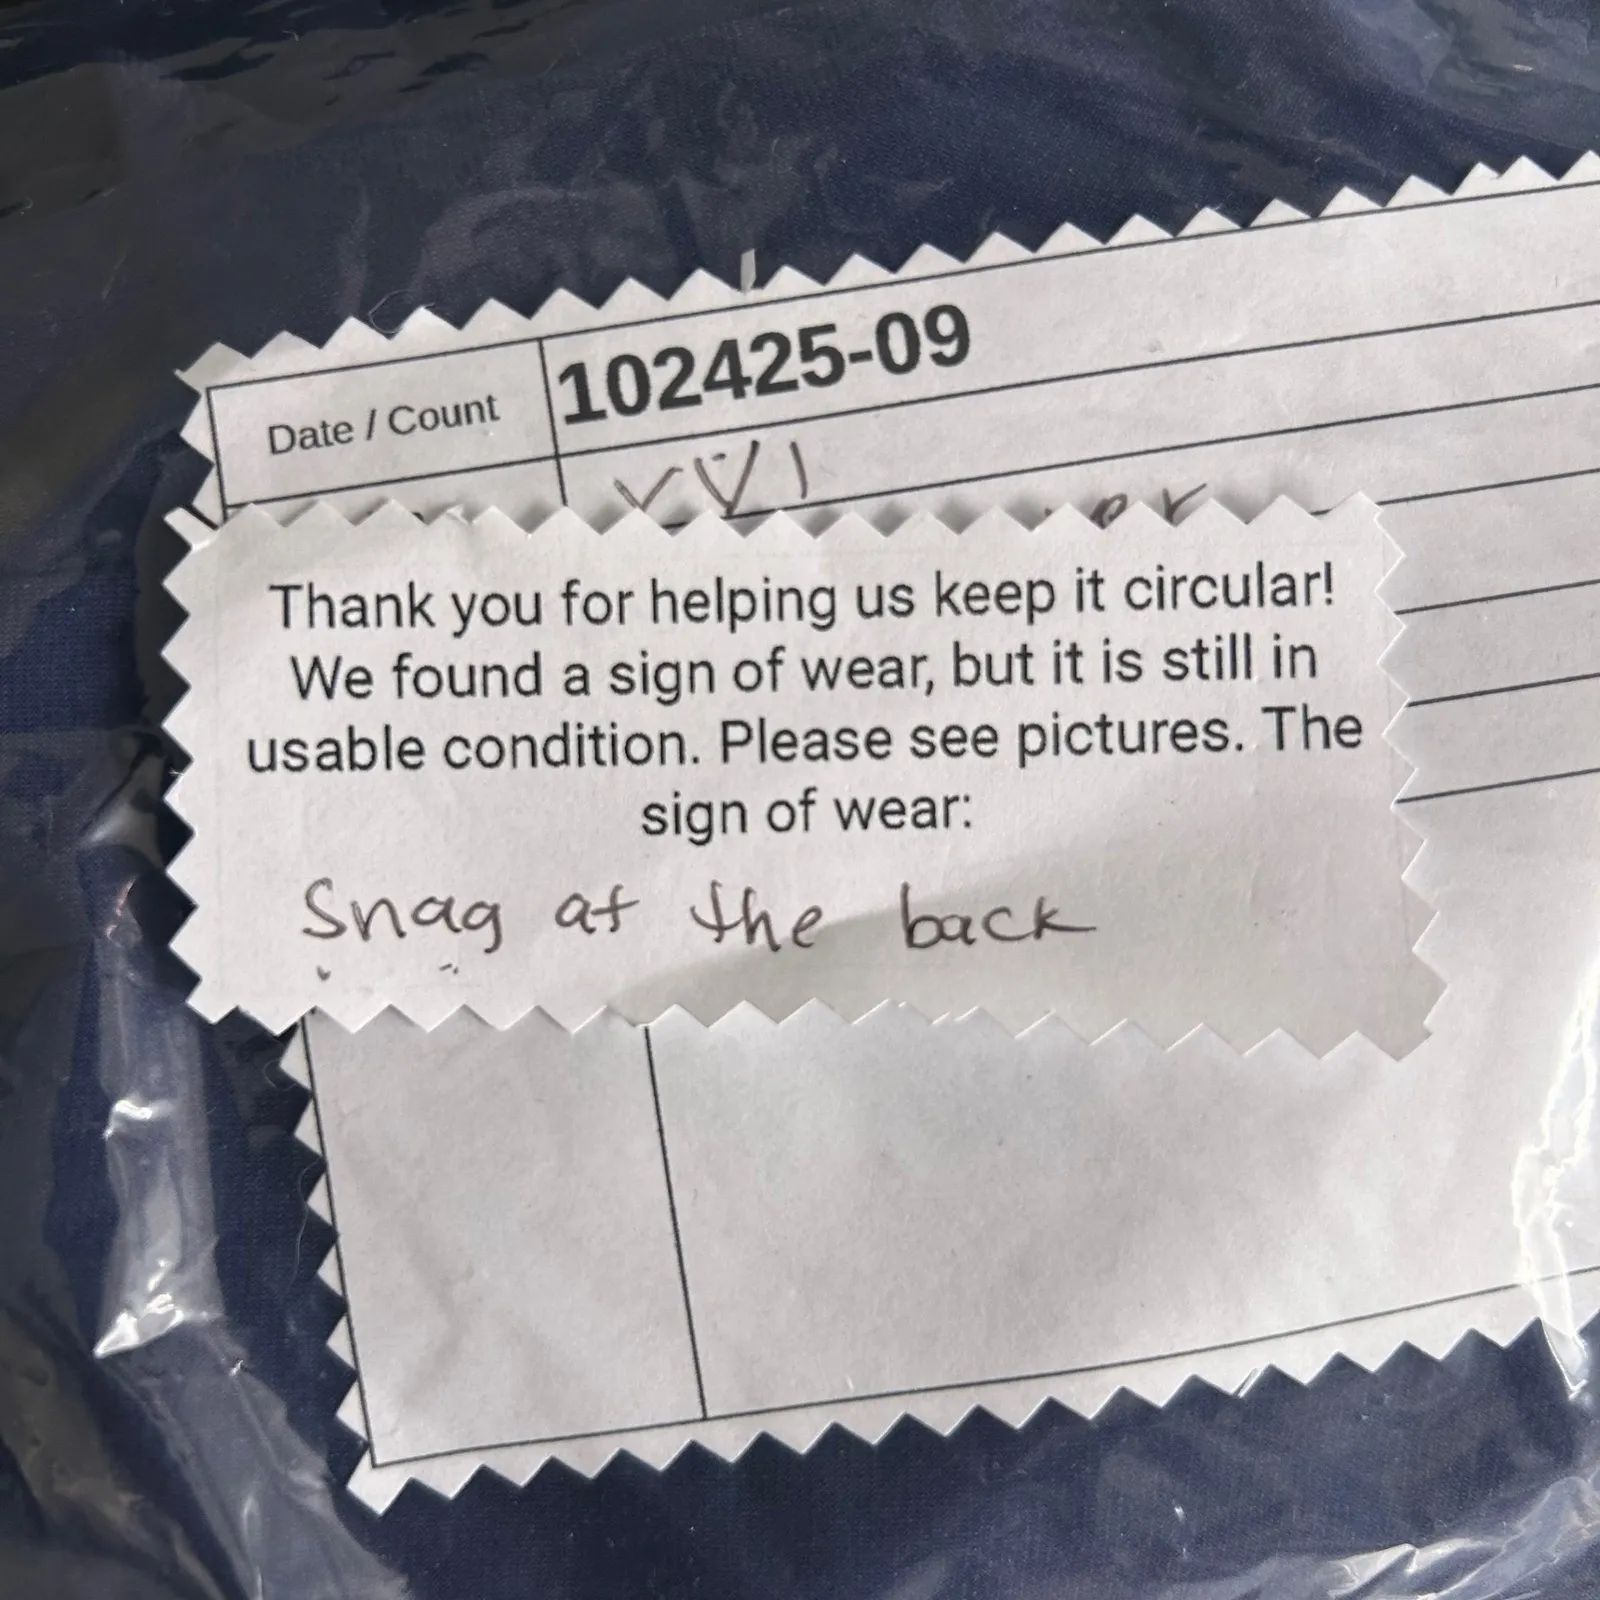 Date / Count 102425-09
Thank you for helping us keep it circular!
We found a sign of wear, but it is still in
usable condition. Please see pictures. The
sign of wear:
Snag at the back